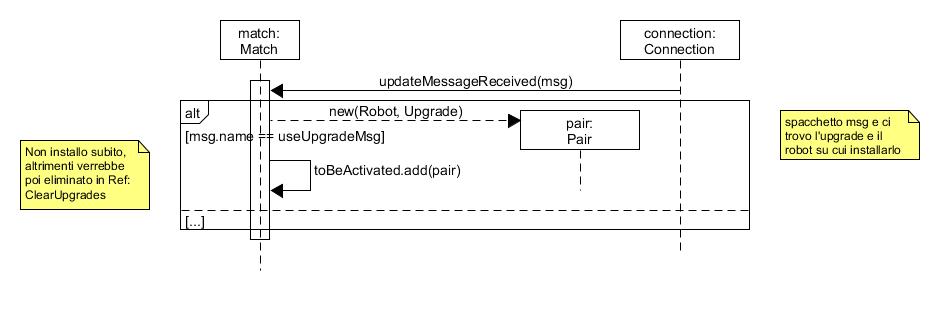 match:
Match
connection:
Connection
updateMessageReceived(msg)
alt
new(Robot, Upgrade)
[msg.name == useUpgradeMsg]
pair:
Pair
spacchetto msg e ci
trovo l'upgrade e il
robot su cui installarlo
Non installo subito,
altrimenti verrebbe
poi eliminato in Ref:
ClearUpgrades
toBeActivated.add(pair)
[...]